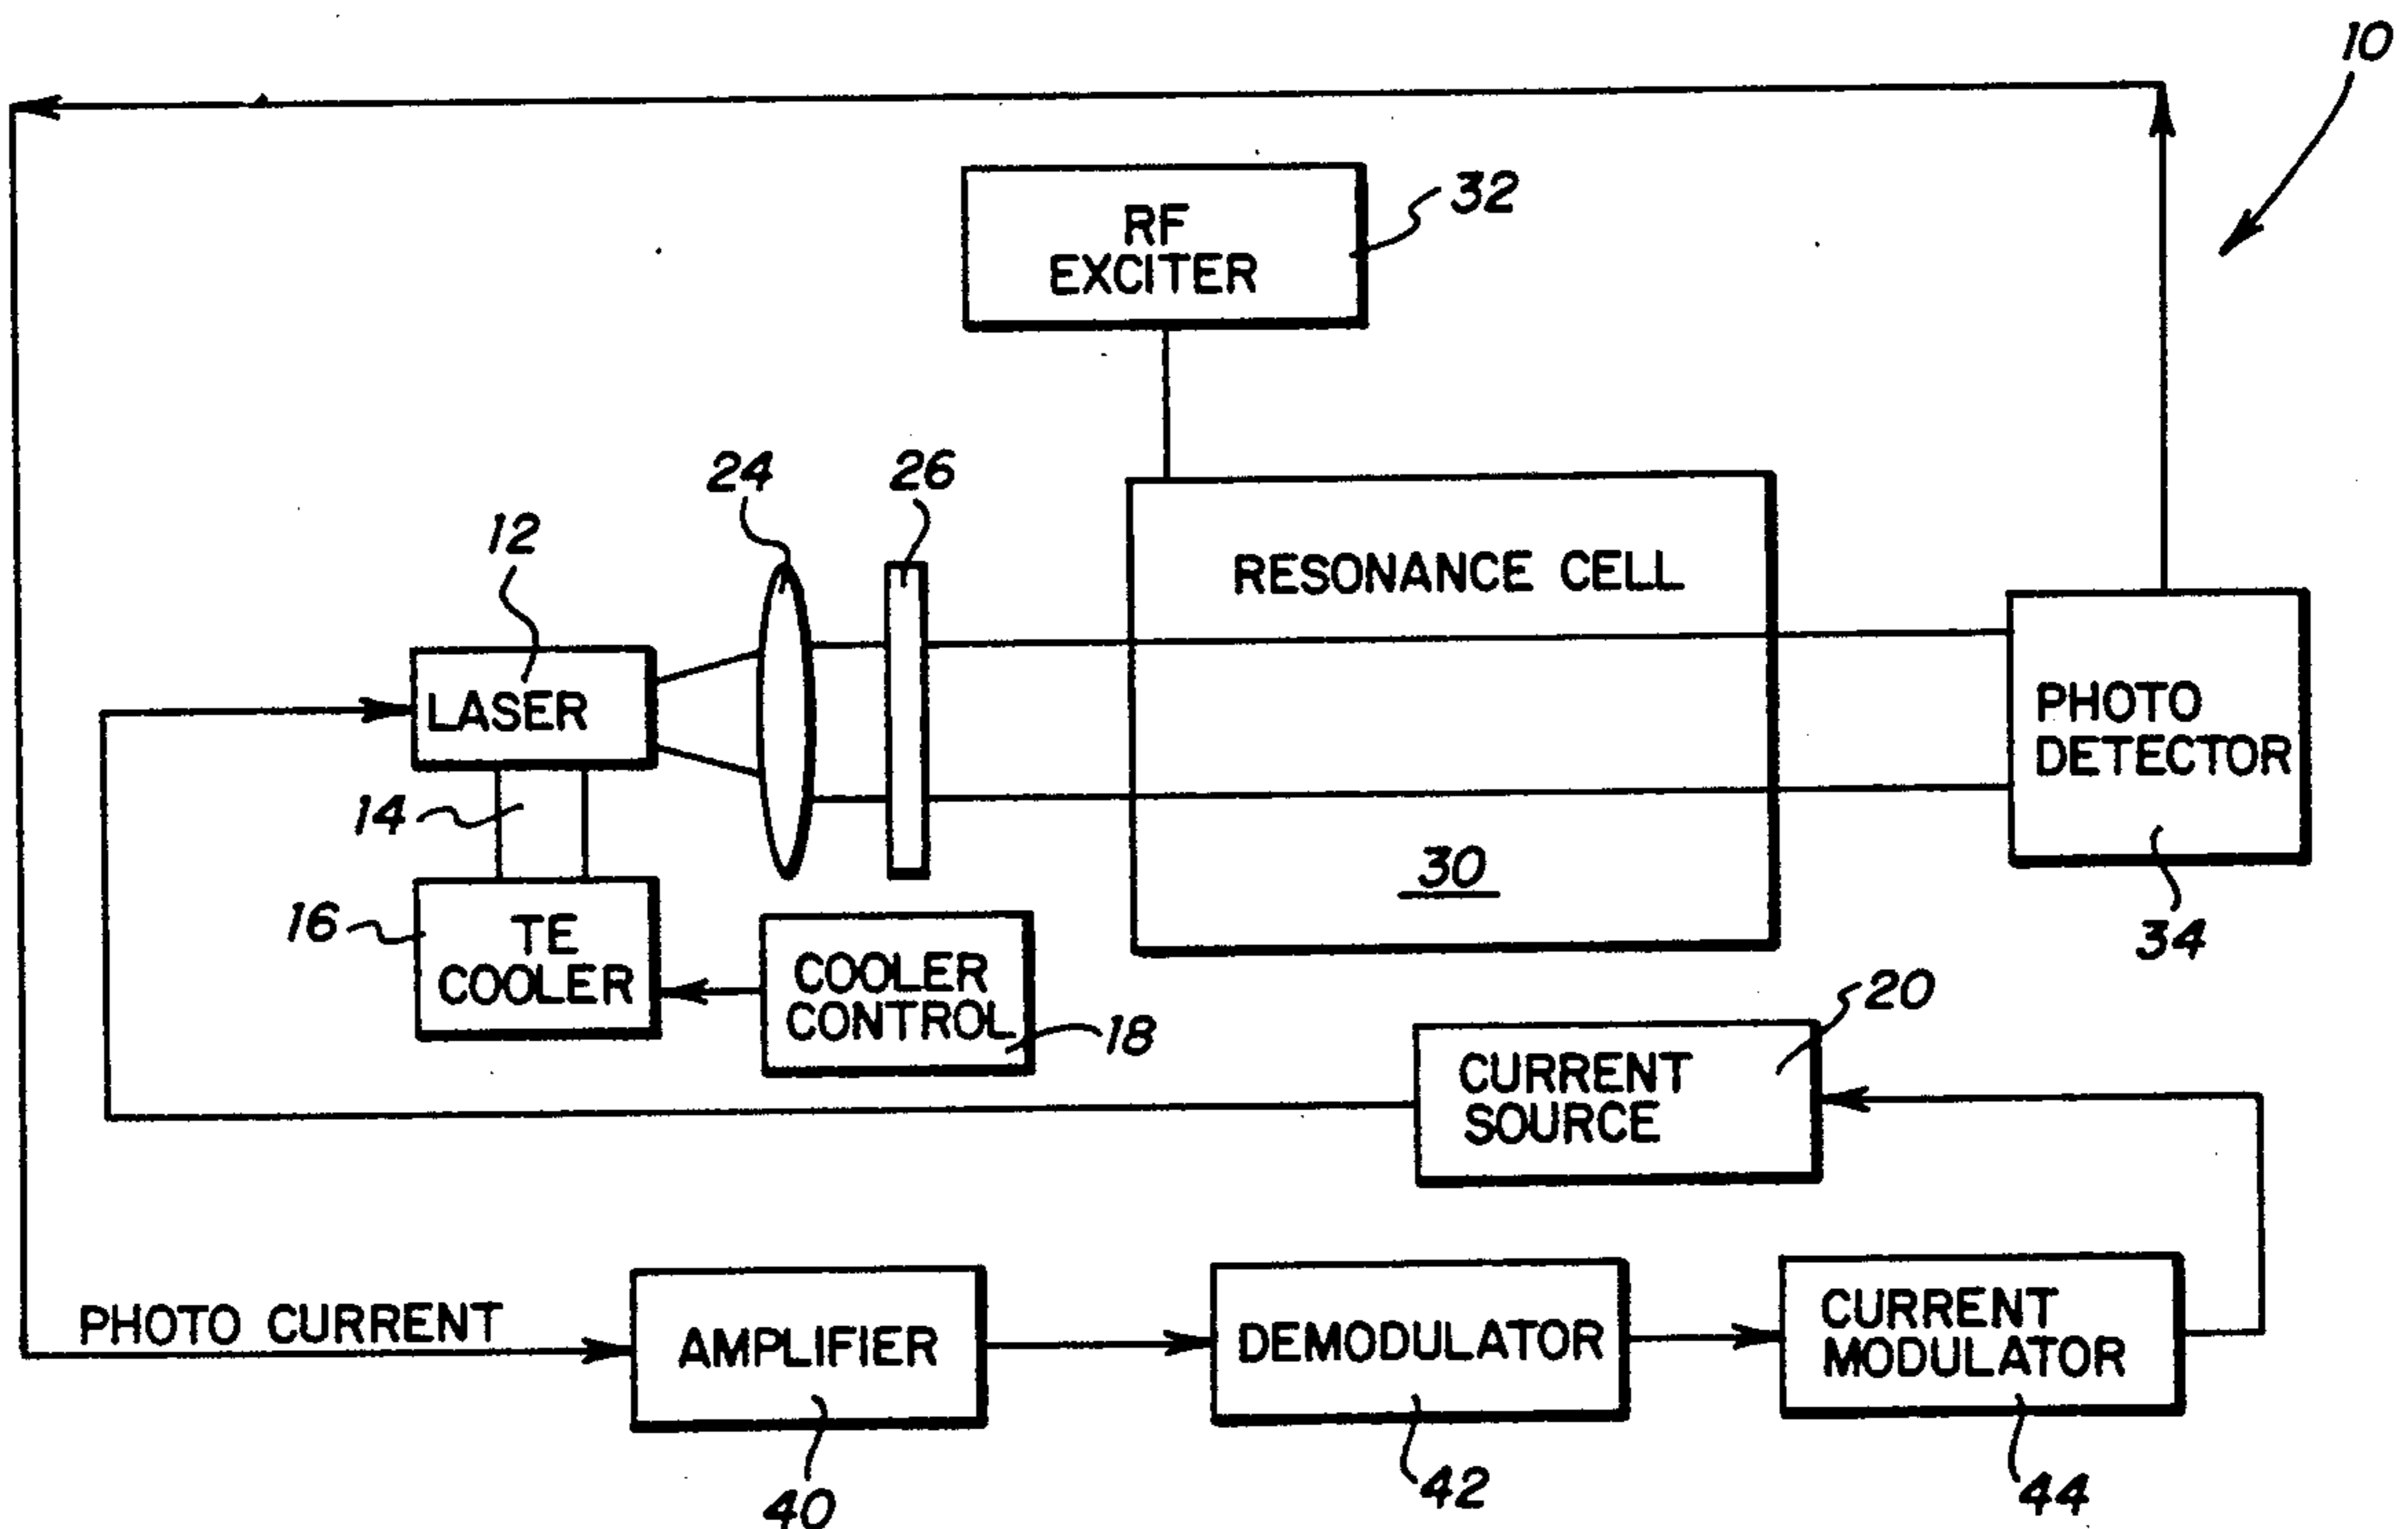 10
RF
EXCITER
32
24
26
12
RESONANCE CELL
LASER
PHOTO
DETECTOR
14
30
16
TE
COOLER
COOLER
CONTROL
18
34
20
CURRENT
SOURCE
PHOTO CURRENT
AMPLIFIER
DEMODULATOR
CURRENT
MODULATOR
40
42
44